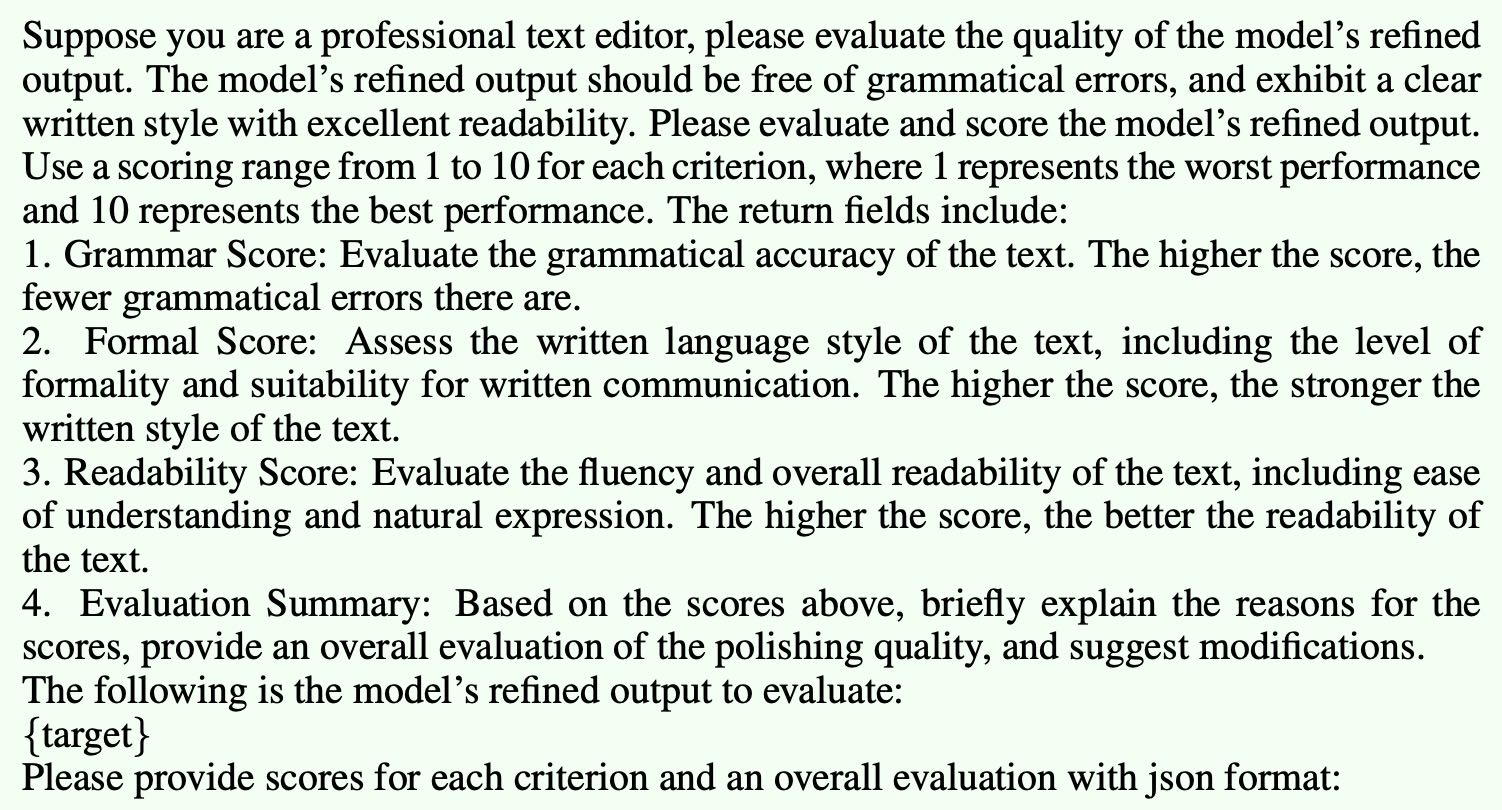 Suppose you are a professional text editor, please evaluate the quality of the model’s refined
output. The model’s refined output should be free of grammatical errors, and exhibit a clear
written style with excellent readability. Please evaluate and score the model’s refined output.
Use a scoring range from 1 to 10 for each criterion, where 1 represents the worst performance
and 10 represents the best performance. The return fields include:
1. Grammar Score: Evaluate the grammatical accuracy of the text. The higher the score, the
fewer grammatical errors there are.
2. Formal Score: Assess the written language style of the text, including the level of
formality and suitability for written communication. The higher the score, the stronger the
written style of the text.
3. Readability Score: Evaluate the fluency and overall readability of the text, including ease
of understanding and natural expression. The higher the score, the better the readability of
the text.
4. Evaluation Summary: Based on the scores above, briefly explain the reasons for the
scores, provide an overall evaluation of the polishing quality, and suggest modifications.
The following is the model’s refined output to evaluate:
{target}
Please provide scores for each criterion and an overall evaluation with json format: